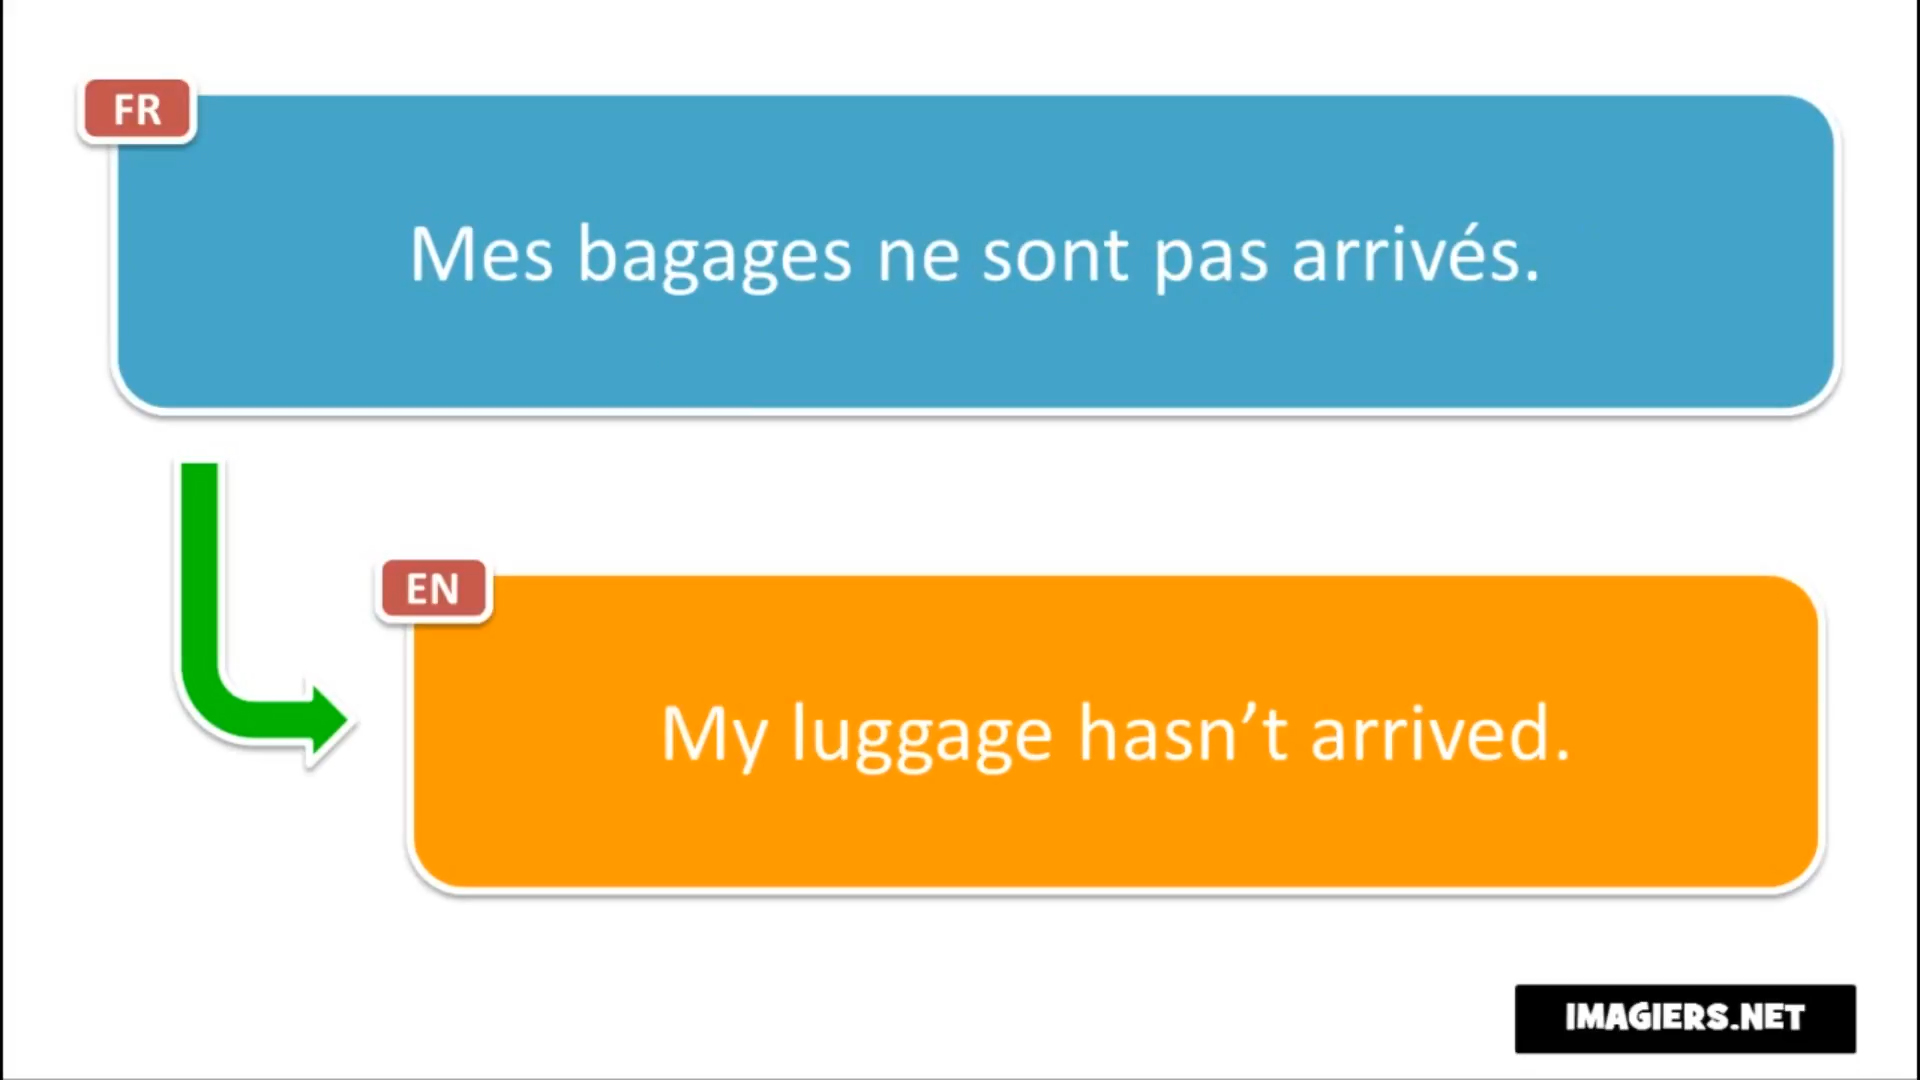 FR
Mes bagages ne sont pas arrivés.
EN
My luggage hasn’t arrived.
IMAGIERS.NET